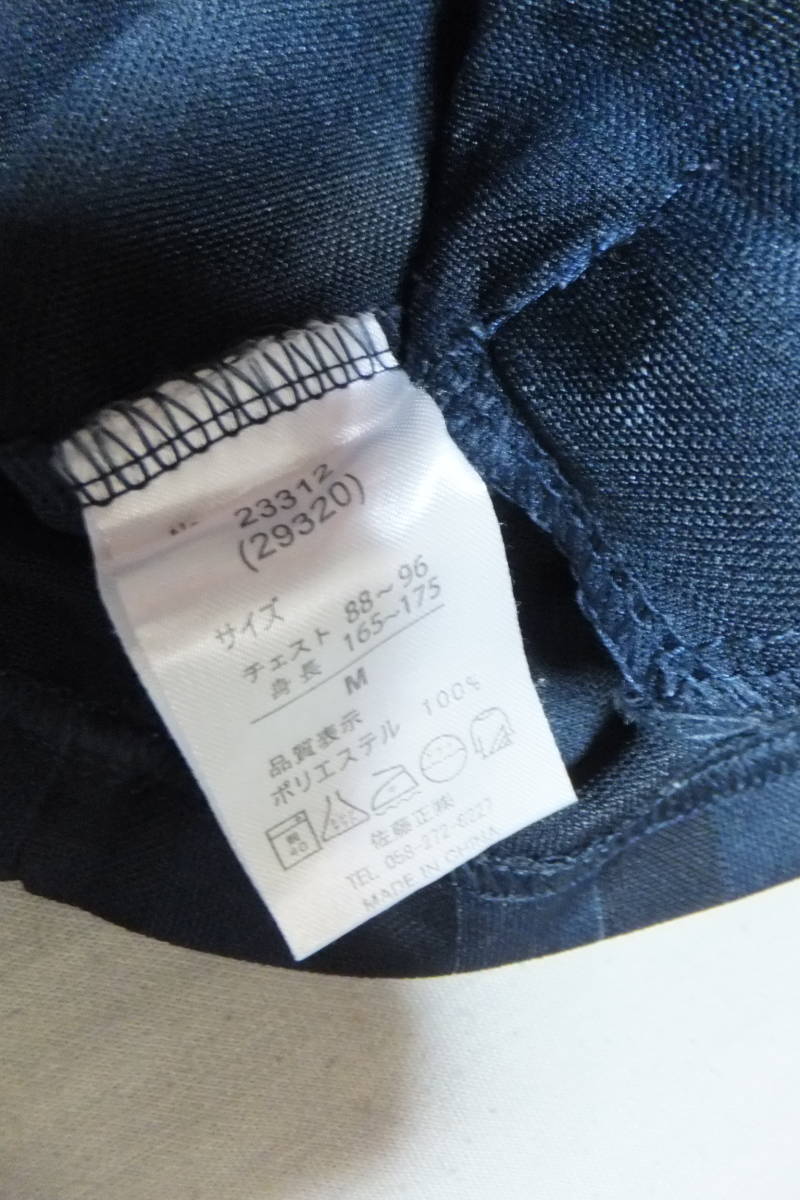 23312
(29320)
サイズ
チェスト 88~96
身長 165~175
M
品質表示
ポリエステル 100%
佐藤正㈱
TEL. 058-272-9227
MADE IN CHINA